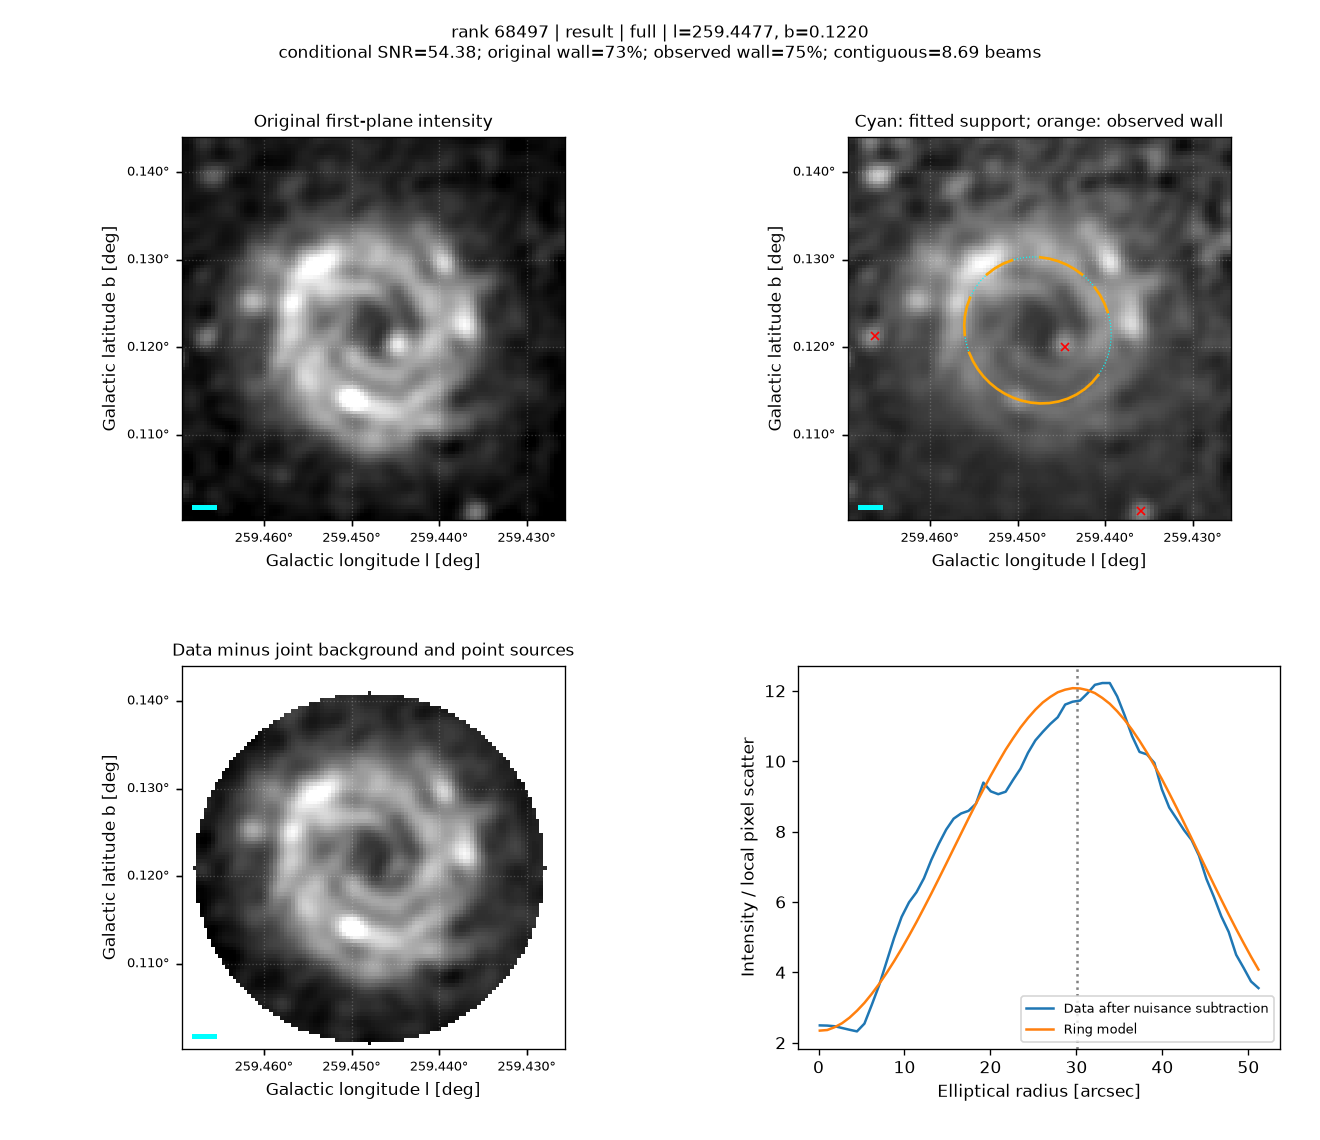 rank 68497 | result | full | l=259.4477, b=0.1220
conditional SNR=54.38; original wall=73%; observed wall=75%; contiguous=8.69 beams
Original first-plane intensity
Cyan: fitted support; orange: observed wall
0.140°
0.130°
0.120°
0.110°
Galactic latitude b [deg]
259.460°
259.450°
259.440°
259.430°
Galactic longitude l [deg]
0.140°
0.130°
0.120°
0.110°
Galactic latitude b [deg]
259.460°
259.450°
259.440°
259.430°
Galactic longitude l [deg]
Data minus joint background and point sources
0.140°
0.130°
0.120°
0.110°
Galactic latitude b [deg]
259.460°
259.450°
259.440°
259.430°
Galactic longitude l [deg]
12
10
8
6
4
2
Intensity / local pixel scatter
Data after nuisance subtraction
Ring model
0
10
20
30
40
50
Elliptical radius [arcsec]